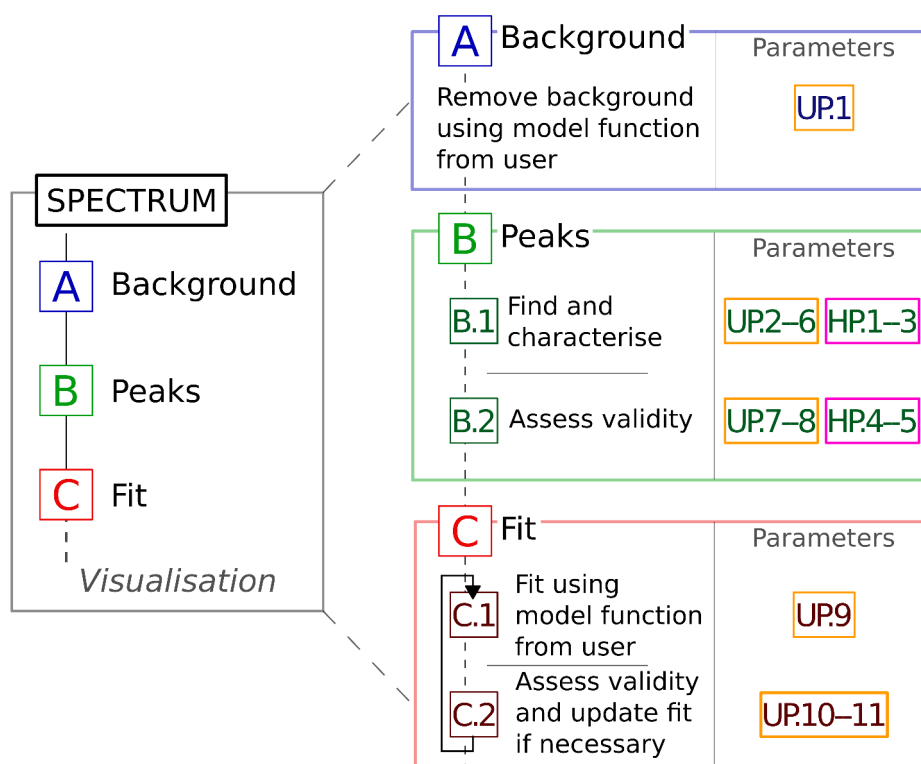 SPECTRUM
A
Background
B
Peaks
C
Fit
Visualisation
A
Background
Parameters
Remove background
using model function
from user
UP.1
B
Peaks
Parameters
B.1
Find and
characterise
UP.2–6
HP.1–3
B.2
Assess validity
UP.7–8
HP.4–5
C
Fit
Parameters
C.1
Fit using
model function
from user
UP.9
C.2
Assess validity
and update fit
if necessary
UP.10–11